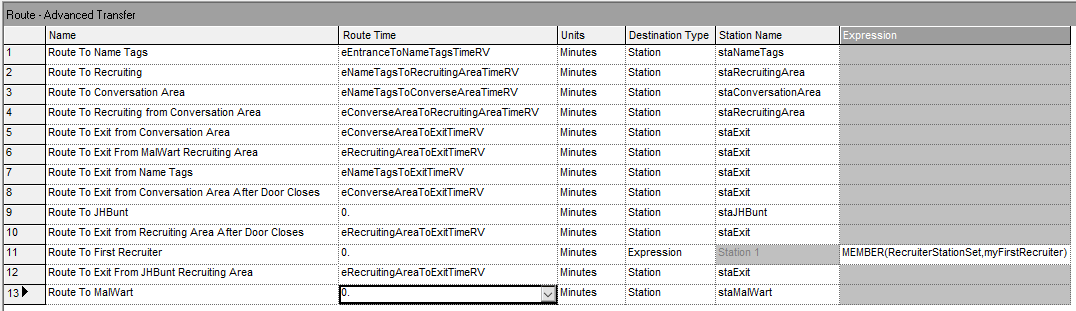 Route - Advanced Transfer
Name Route Time Units Destination Type Station Name Expression
1 Route To Name Tags eEntranceToNameTagsTimeRV Minutes Station staNameTags
2 Route To Recruiting eNameTagsToRecruitingAreaTimeRV Minutes Station staRecruitingArea
3 Route To Conversation Area eNameTagsToConverseAreaTimeRV Minutes Station staConversationArea
4 Route To Recruiting from Conversation Area eConverseAreaToRecruitingAreaTimeRV Minutes Station staRecruitingArea
5 Route To Exit from Conversation Area eConverseAreaToExitTimeRV Minutes Station staExit
6 Route To Exit From MalWart Recruiting Area eRecruitingAreaToExitTimeRV Minutes Station staExit
7 Route To Exit from Name Tags eNameTagsToExitTimeRV Minutes Station staExit
8 Route To Exit from Conversation Area After Door Closes eConverseAreaToExitTimeRV Minutes Station staExit
9 Route To JHBunt 0. Minutes Station staJHBunt
10 Route To Exit from Recruiting Area After Door Closes eRecruitingAreaToExitTimeRV Minutes Station staExit
11 Route To First Recruiter 0. Minutes Expression Station 1 MEMBER(RecruiterStationSet,myFirstRecruiter)
12 Route To Exit From JHBunt Recruiting Area eRecruitingAreaToExitTimeRV Minutes Station staExit
13 Route To MalWart 0. Minutes Station staMalWart